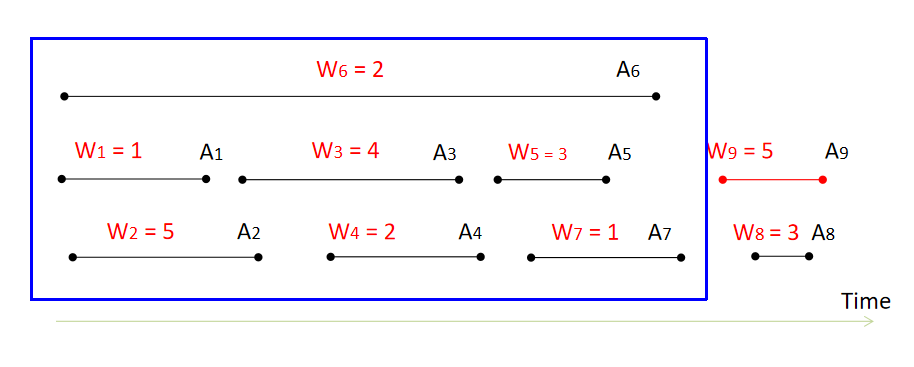 W6 = 2 A6
W1 = 1 A1 W3 = 4 A3 W5 = 3 A5 W9 = 5 A9
W2 = 5 A2 W4 = 2 A4 W7 = 1 A7 W8 = 3 A8
Time